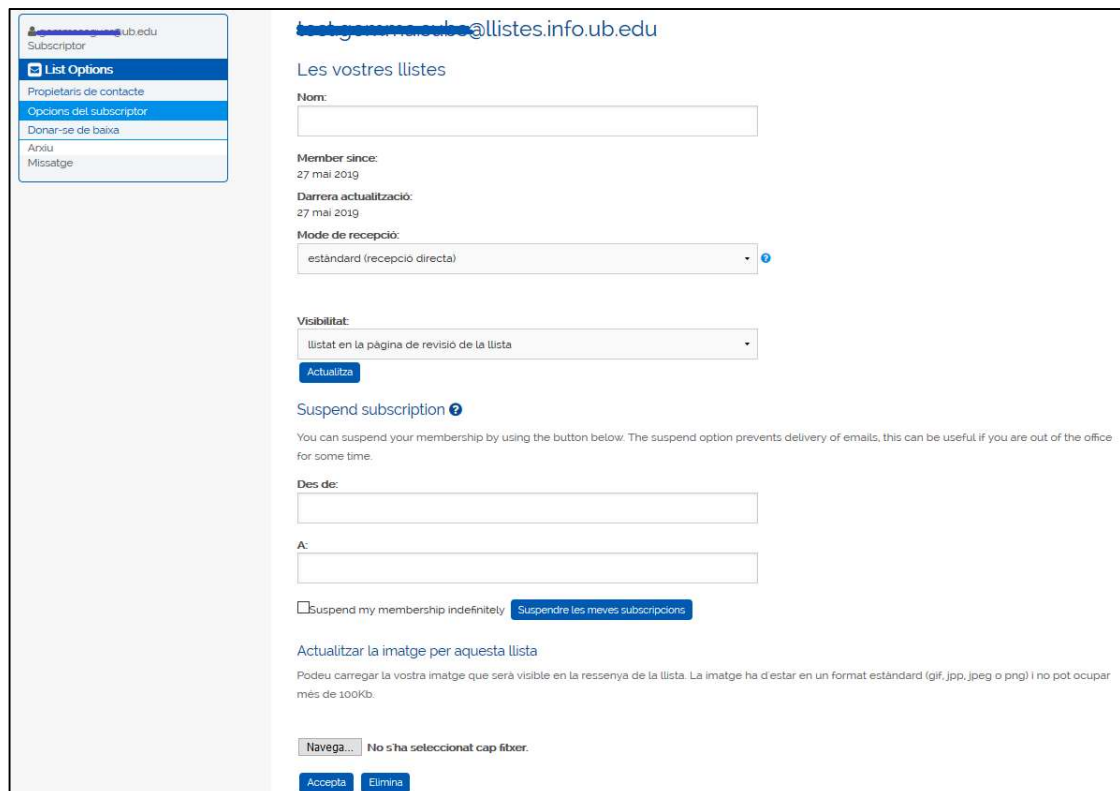 ub.edu
Subscriptor
List Options
Propietaris de contacte
Opcions del subscriptor
Donar-se de baixa
Arxiu
Missatge
@llistes.info.ub.edu
Les vostres llistes
Nom:
Member since:
27 mai 2019
Darrera actualització:
27 mai 2019
Mode de recepció:
estàndard (recepció directa)
Visibilitat:
llistat en la pàgina de revisió de la llista
Actualitza
Suspend subscription
You can suspend your membership by using the button below. The suspend option prevents delivery of emails, this can be useful if you are out of the office
for some time.
Des de:
A:
Suspend my membership indefinitely Suspendre les meves subscripcions
Actualitzar la imatge per aquesta llista
Podeu carregar la vostra imatge que serà visible en la ressenya de la llista. La imatge ha d'estar en un format estàndard (gif, jpp, jpeg o png) i no pot ocupar
més de 100Kb.
Navega... No s'ha seleccionat cap fitxer.
Accepta Elimina